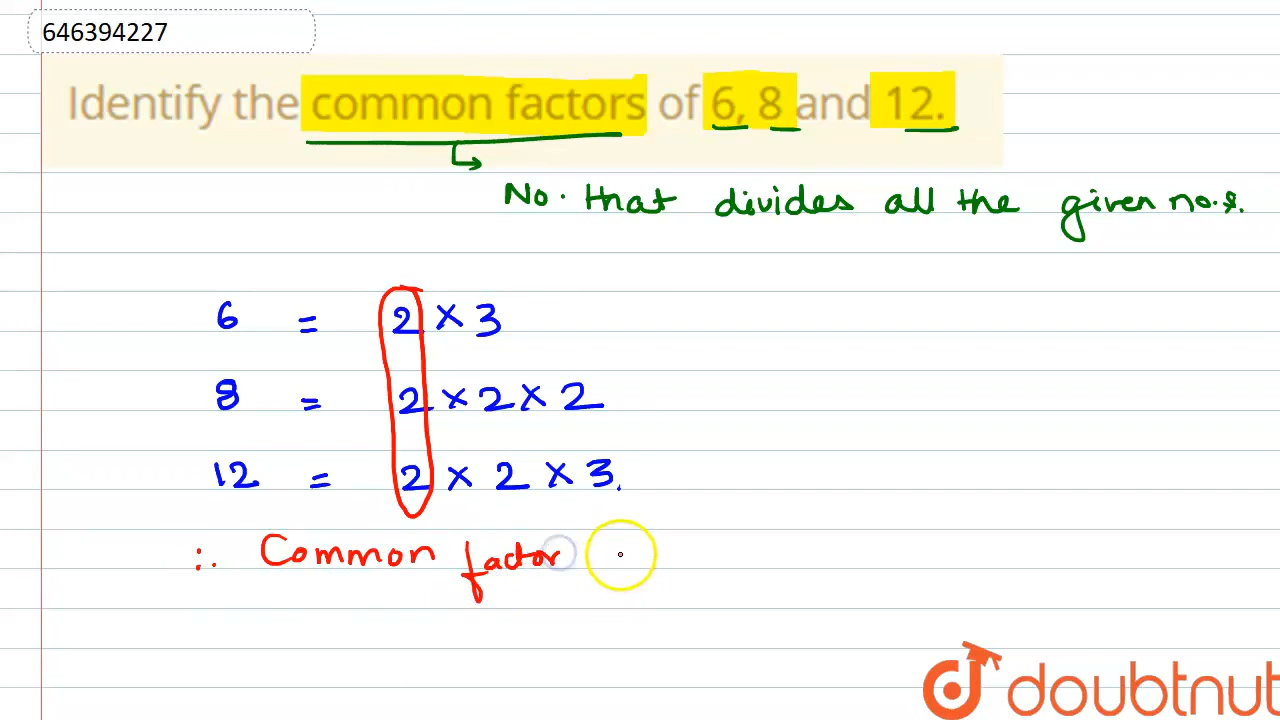 646394227
Identify the common factors of 6, 8 and 12.
No. that divides all the given no.s.
6 = 2 × 3
8 = 2 × 2 × 2
12 = 2 × 2 × 3.
∴ Common factor
doubtnut